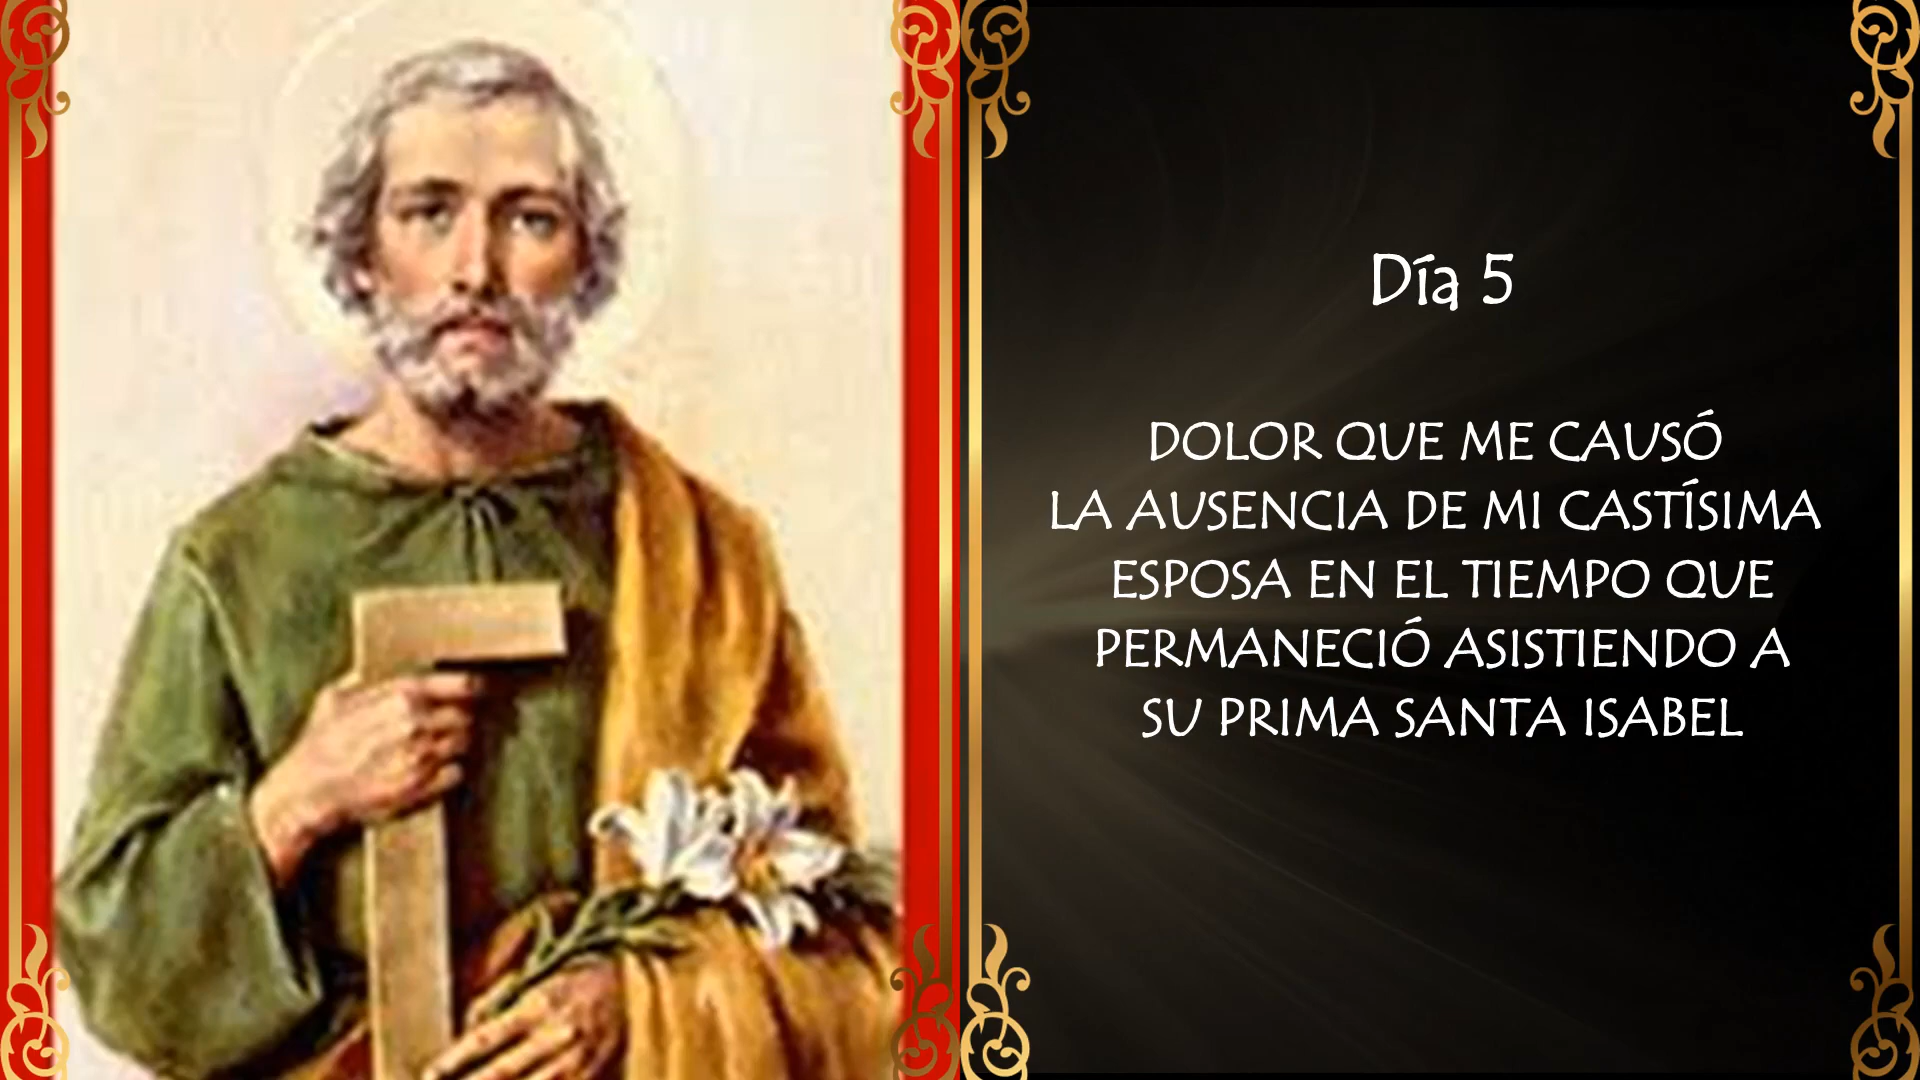 Día 5
DOLOR QUE ME CAUSÓ
LA AUSENCIA DE MI CASTÍSIMA
ESPOSA EN EL TIEMPO QUE
PERMANECIÓ ASISTIENDO A
SU PRIMA SANTA ISABEL